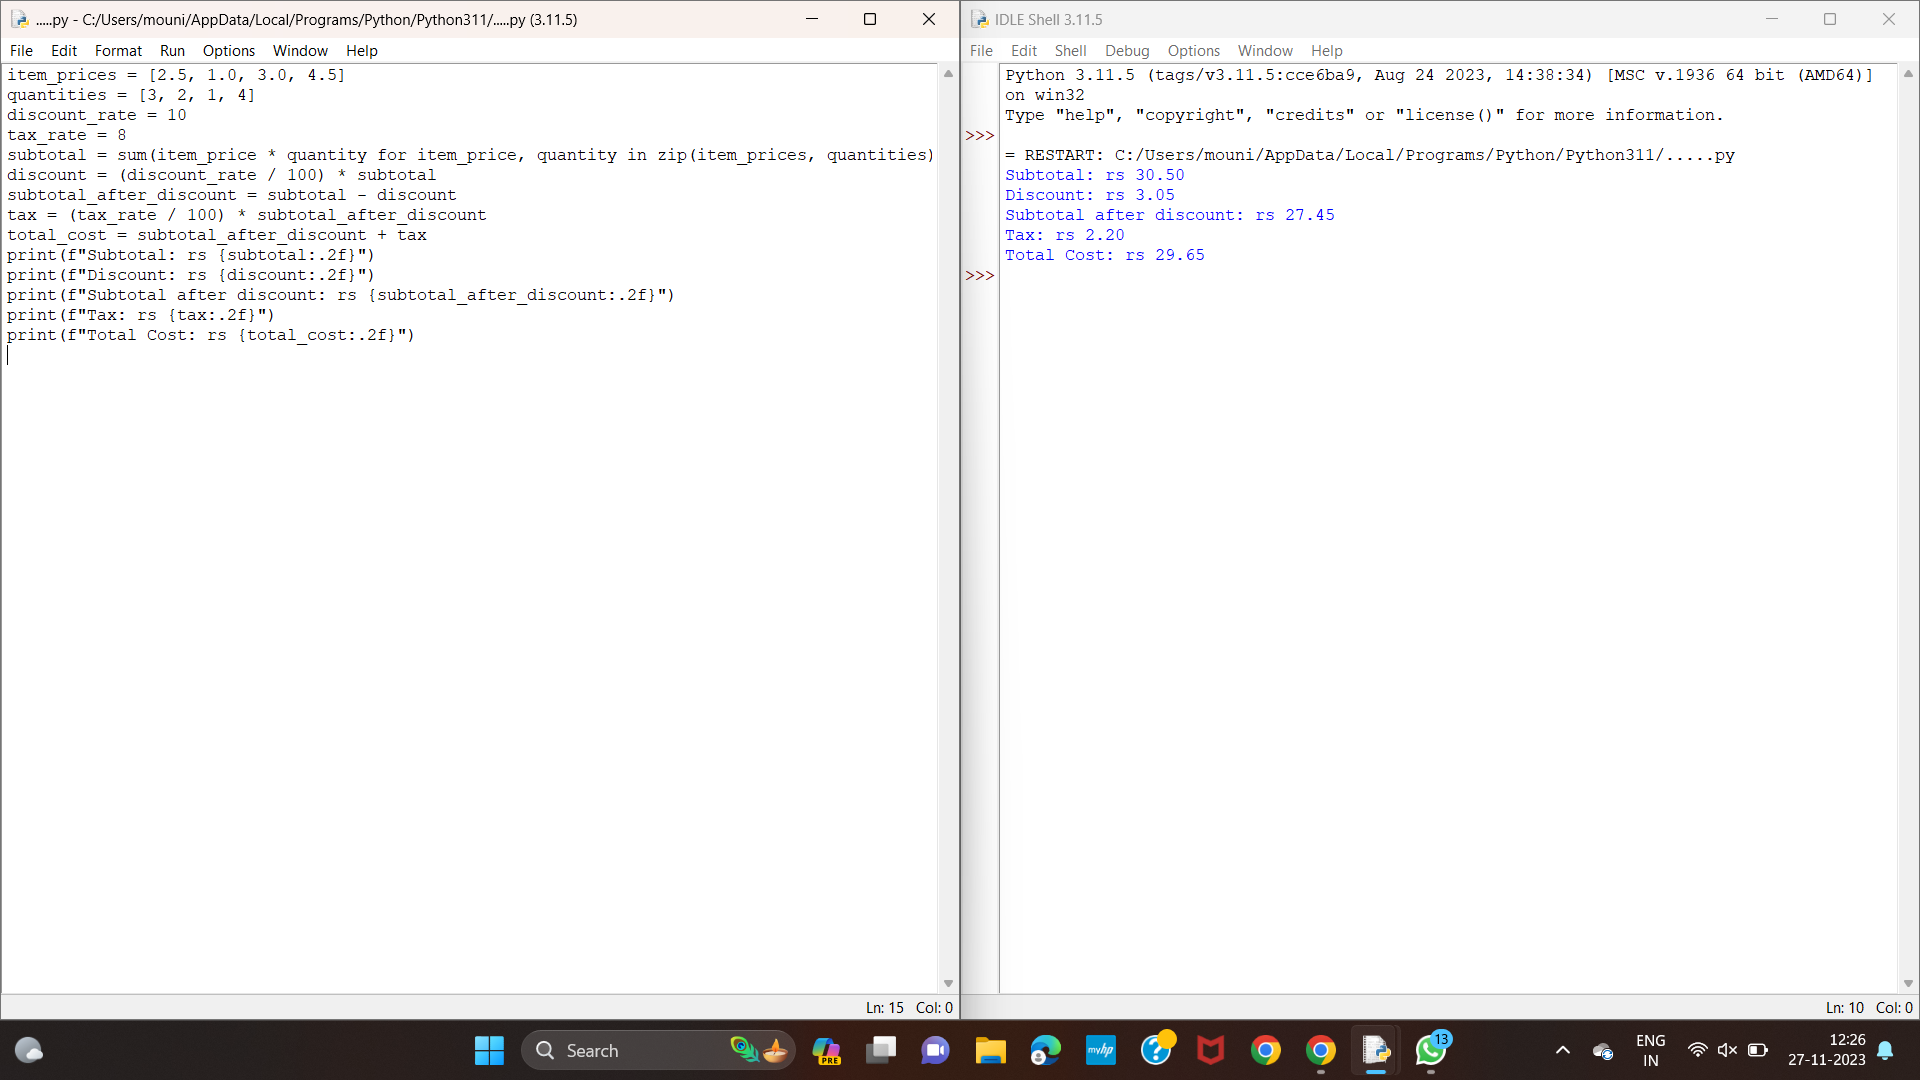 .....py - C:/Users/mouni/AppData/Local/Programs/Python/Python311/.....py (3.11.5)
File Edit Format Run Options Window Help
item_prices = [2.5, 1.0, 3.0, 4.5]
quantities = [3, 2, 1, 4]
discount_rate = 10
tax_rate = 8
subtotal = sum(item_price * quantity for item_price, quantity in zip(item_prices, quantities)
discount = (discount_rate / 100) * subtotal
subtotal_after_discount = subtotal - discount
tax = (tax_rate / 100) * subtotal_after_discount
total_cost = subtotal_after_discount + tax
print(f"Subtotal: rs {subtotal:.2f}")
print(f"Discount: rs {discount:.2f}")
print(f"Subtotal after discount: rs {subtotal_after_discount:.2f}")
print(f"Tax: rs {tax:.2f}")
print(f"Total Cost: rs {total_cost:.2f}")
Ln: 15 Col: 0
IDLE Shell 3.11.5
File Edit Shell Debug Options Window Help
Python 3.11.5 (tags/v3.11.5:cce6ba9, Aug 24 2023, 14:38:34) [MSC v.1936 64 bit (AMD64)]
on win32
Type "help", "copyright", "credits" or "license()" for more information.
>>>
= RESTART: C:/Users/mouni/AppData/Local/Programs/Python/Python311/.....py
Subtotal: rs 30.50
Discount: rs 3.05
Subtotal after discount: rs 27.45
Tax: rs 2.20
Total Cost: rs 29.65
>>>
Ln: 10 Col: 0
Search
PRE
myhp
?
13
ENG
IN
12:26
27-11-2023